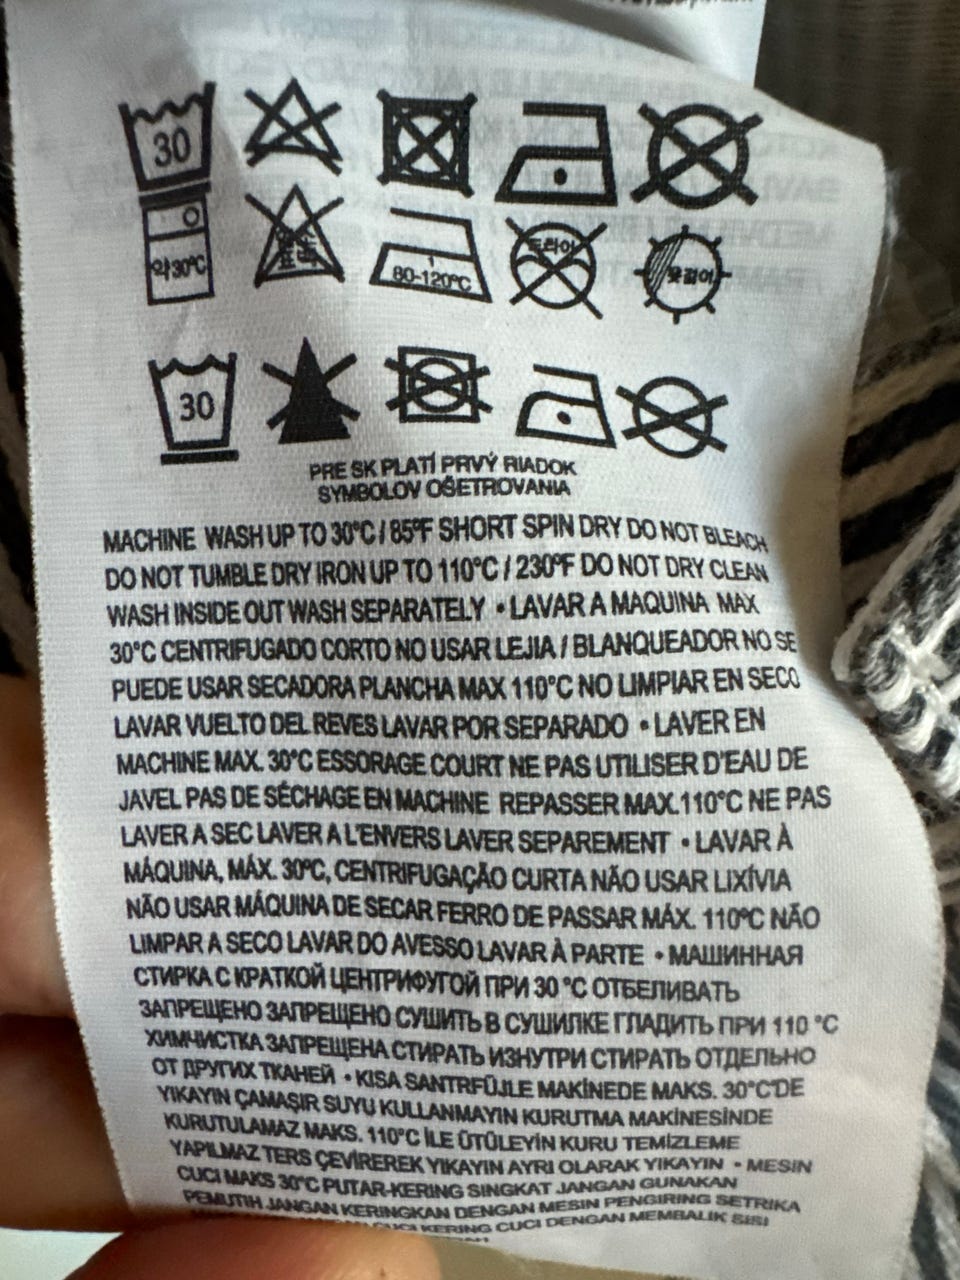 30
약30℃ 표백 1 80-120℃ 드라이 옷걸이
30
PRE SK PLATÍ PRVÝ RIADOK
SYMBOLOV OŠETROVANIA
MACHINE WASH UP TO 30°C / 85°F SHORT SPIN DRY DO NOT BLEACH
DO NOT TUMBLE DRY IRON UP TO 110°C / 230°F DO NOT DRY CLEAN
WASH INSIDE OUT WASH SEPARATELY • LAVAR A MAQUINA MAX
30°C CENTRIFUGADO CORTO NO USAR LEJIA / BLANQUEADOR NO SE
PUEDE USAR SECADORA PLANCHA MAX 110°C NO LIMPIAR EN SECO
LAVAR VUELTO DEL REVES LAVAR POR SEPARADO • LAVER EN
MACHINE MAX. 30°C ESSORAGE COURT NE PAS UTILISER D'EAU DE
JAVEL PAS DE SÉCHAGE EN MACHINE REPASSER MAX.110°C NE PAS
LAVER A SEC LAVER A L'ENVERS LAVER SEPAREMENT • LAVAR À
MÁQUINA, MÁX. 30ºC, CENTRIFUGAÇÃO CURTA NÃO USAR LIXÍVIA
NÃO USAR MÁQUINA DE SECAR FERRO DE PASSAR MÁX. 110ºC NÃO
LIMPAR A SECO LAVAR DO AVESSO LAVAR À PARTE • МАШИННАЯ
СТИРКА С КРАТКОЙ ЦЕНТРИФУГОЙ ПРИ 30 °C ОТБЕЛИВАТЬ
ЗАПРЕЩЕНО ЗАПРЕЩЕНО СУШИТЬ В СУШИЛКЕ ГЛАДИТЬ ПРИ 110 °C
ХИМЧИСТКА ЗАПРЕЩЕНА СТИРАТЬ ИЗНУТРИ СТИРАТЬ ОТДЕЛЬНО
ОТ ДРУГИХ ТКАНЕЙ • KISA SANTRFÜJLE MAKİNEDE MAKS. 30°C'DE
YIKAYIN ÇAMAŞIR SUYU KULLANMAYIN KURUTMA MAKİNESİNDE
KURUTULAMAZ MAKS. 110°C İLE ÜTÜLEYİN KURU TEMİZLEME
YAPILMAZ TERS ÇEVİREREK YIKAYIN AYRI OLARAK YIKAYIN • MESIN
CUCI MAKS 30°C PUTAR-KERING SINGKAT JANGAN GUNAKAN
PEMUTIH JANGAN KERINGKAN DENGAN MESIN PENGIRING SETRIKA
CUCI KERING CUCI DENGAN MEMBALIK SISI